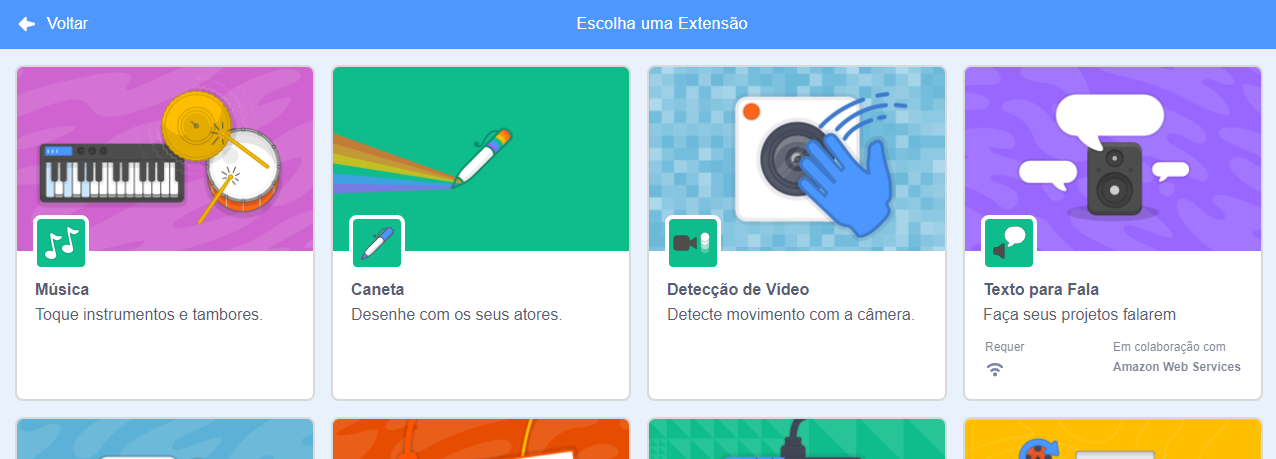 Voltar
Escolha uma Extensão
Música
Toque instrumentos e tambores.
Caneta
Desenhe com os seus atores.
Detecção de Vídeo
Detecte movimento com a câmera.
Texto para Fala
Faça seus projetos falarem
Requer
Em colaboração com
Amazon Web Services